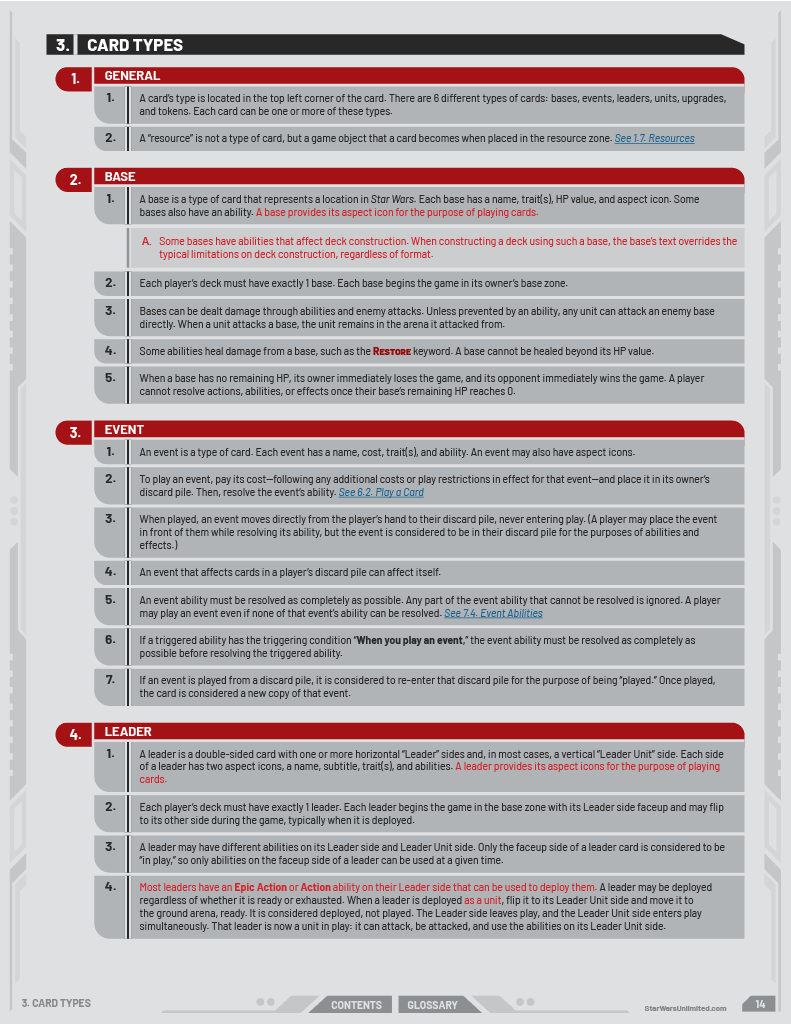 3. CARD TYPES
1. GENERAL
1. A card's type is located in the top left corner of the card. There are 6 different types of cards: bases, events, leaders, units, upgrades,
and tokens. Each card can be one or more of these types.
2. A "resource" is not a type of card, but a game object that a card becomes when placed in the resource zone. See 1.7. Resources
2. BASE
1. A base is a type of card that represents a location in Star Wars. Each base has a name, trait(s), HP value, and aspect icon. Some
bases also have an ability. A base provides its aspect icon for the purpose of playing cards.
A. Some bases have abilities that affect deck construction. When constructing a deck using such a base, the base's text overrides the
typical limitations on deck construction, regardless of format.
2. Each player's deck must have exactly 1 base. Each base begins the game in its owner's base zone.
3. Bases can be dealt damage through abilities and enemy attacks. Unless prevented by an ability, any unit can attack an enemy base
directly. When a unit attacks a base, the unit remains in the arena it attacked from.
4. Some abilities heal damage from a base, such as the RESTORE keyword. A base cannot be healed beyond its HP value.
5. When a base has no remaining HP, its owner immediately loses the game, and its opponent immediately wins the game. A player
cannot resolve actions, abilities, or effects once their base's remaining HP reaches 0.
3. EVENT
1. An event is a type of card. Each event has a name, cost, trait(s), and ability. An event may also have aspect icons.
2. To play an event, pay its cost—following any additional costs or play restrictions in effect for that event—and place it in its owner's
discard pile. Then, resolve the event's ability. See 6.2. Play a Card
3. When played, an event moves directly from the player's hand to their discard pile, never entering play. (A player may place the event
in front of them while resolving its ability, but the event is considered to be in their discard pile for the purposes of abilities and
effects.)
4. An event that affects cards in a player's discard pile can affect itself.
5. An event ability must be resolved as completely as possible. Any part of the event ability that cannot be resolved is ignored. A player
may play an event even if none of that event's ability can be resolved. See 7.4. Event Abilities
6. If a triggered ability has the triggering condition "When you play an event," the event ability must be resolved as completely as
possible before resolving the triggered ability.
7. If an event is played from a discard pile, it is considered to re-enter that discard pile for the purpose of being "played." Once played,
the card is considered a new copy of that event.
4. LEADER
1. A leader is a double-sided card with one or more horizontal "Leader" sides and, in most cases, a vertical "Leader Unit" side. Each side
of a leader has two aspect icons, a name, subtitle, trait(s), and abilities. A leader provides its aspect icons for the purpose of playing
cards.
2. Each player's deck must have exactly 1 leader. Each leader begins the game in the base zone with its Leader side faceup and may flip
to its other side during the game, typically when it is deployed.
3. A leader may have different abilities on its Leader side and Leader Unit side. Only the faceup side of a leader card is considered to be
"in play," so only abilities on the faceup side of a leader can be used at a given time.
4. Most leaders have an Epic Action or Action ability on their Leader side that can be used to deploy them. A leader may be deployed
regardless of whether it is ready or exhausted. When a leader is deployed as a unit, flip it to its Leader Unit side and move it to
the ground arena, ready. It is considered deployed, not played. The Leader side leaves play, and the Leader Unit side enters play
simultaneously. That leader is now a unit in play: it can attack, be attacked, and use the abilities on its Leader Unit side.
3. CARD TYPES
CONTENTS
GLOSSARY
StarWarsUnlimited.com
14